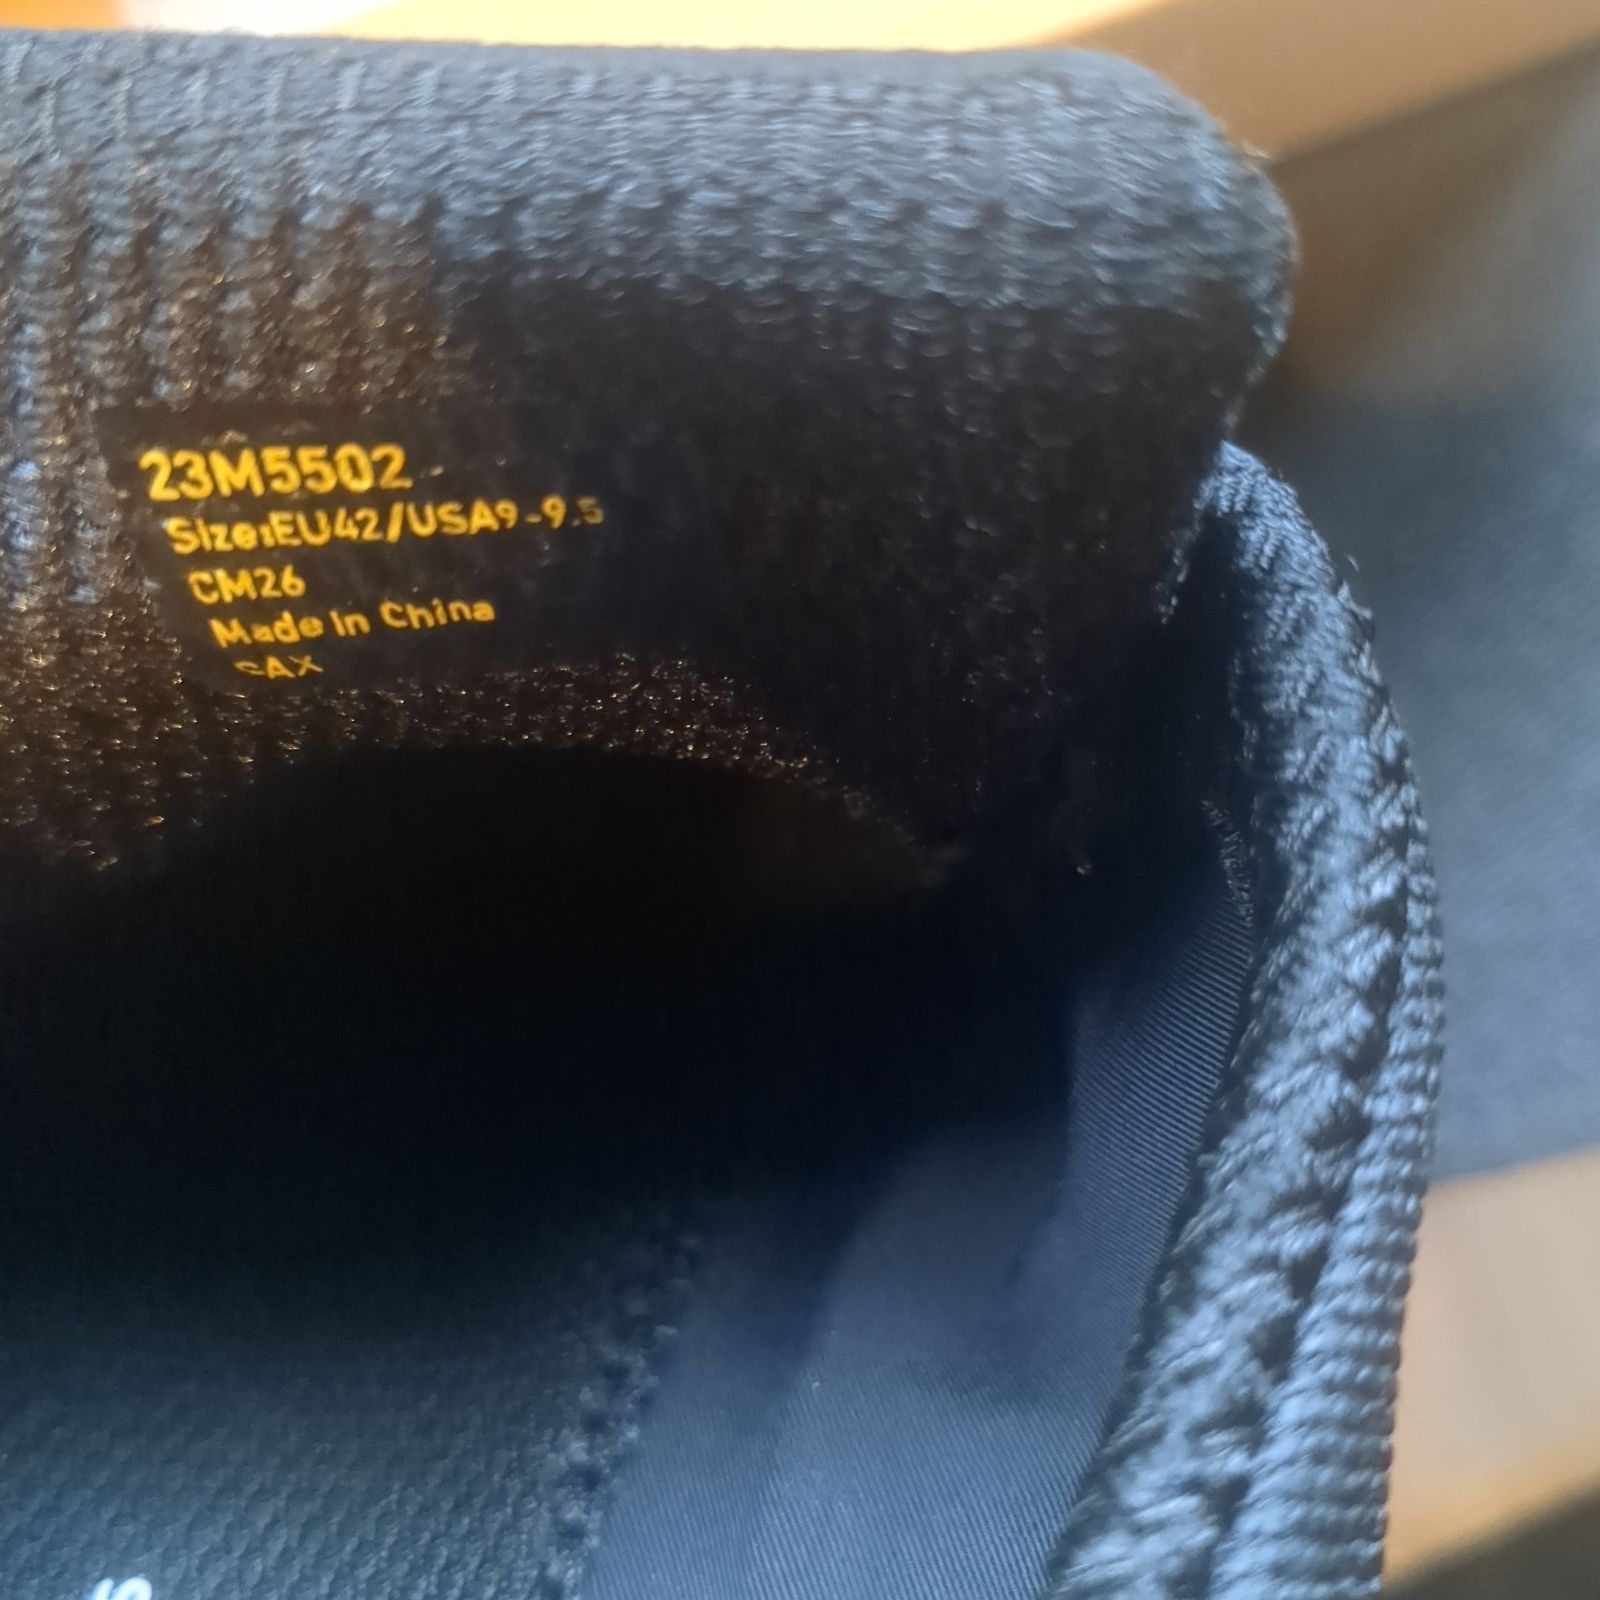 23M5502
Size:EU42/USA9-9.5
CM26
Made In China